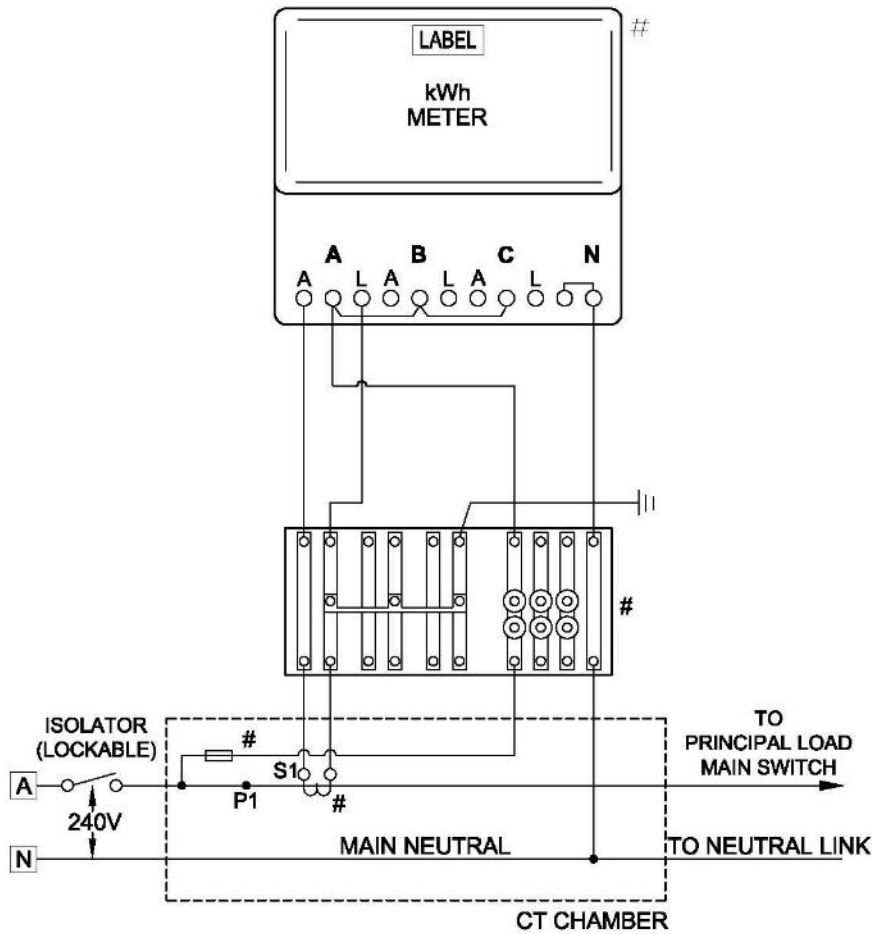 LABEL
#
kWh
METER
A B C N
A L A L A L
#
ISOLATOR
(LOCKABLE)
#
TO
PRINCIPAL LOAD
MAIN SWITCH
S1
A
P1
#
240V
N
MAIN NEUTRAL
TO NEUTRAL LINK
CT CHAMBER